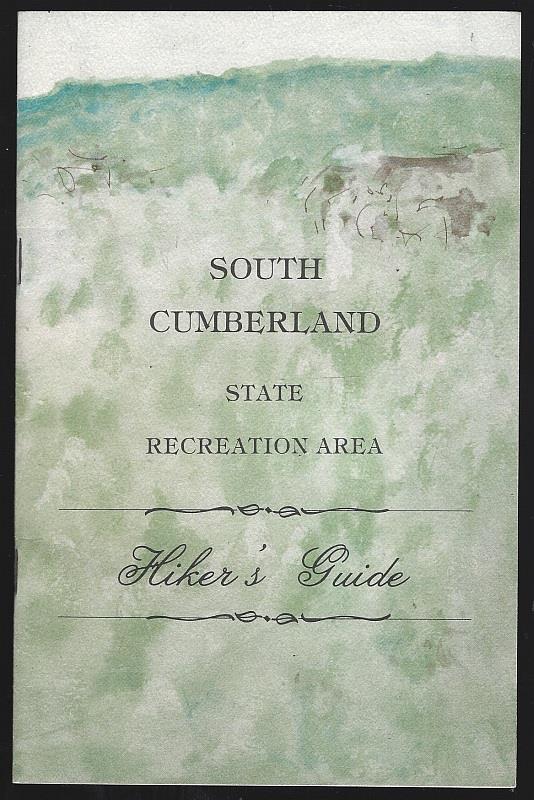 SOUTH
CUMBERLAND
STATE
RECREATION AREA
Hiker's Guide